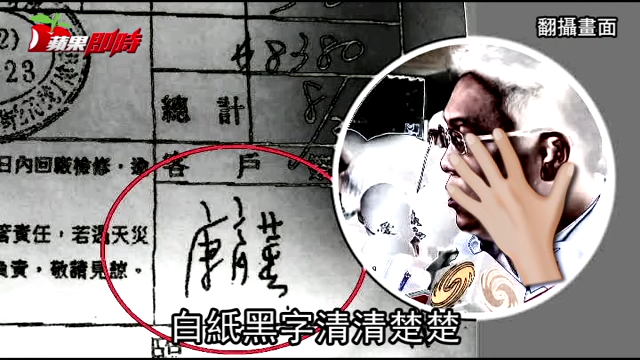 蘋果即時
翻攝畫面
#8380
總計
日內回廠檢修，逾
客戶
責任，若遇天災
負責，敬請見諒。
白紙黑字清清楚楚